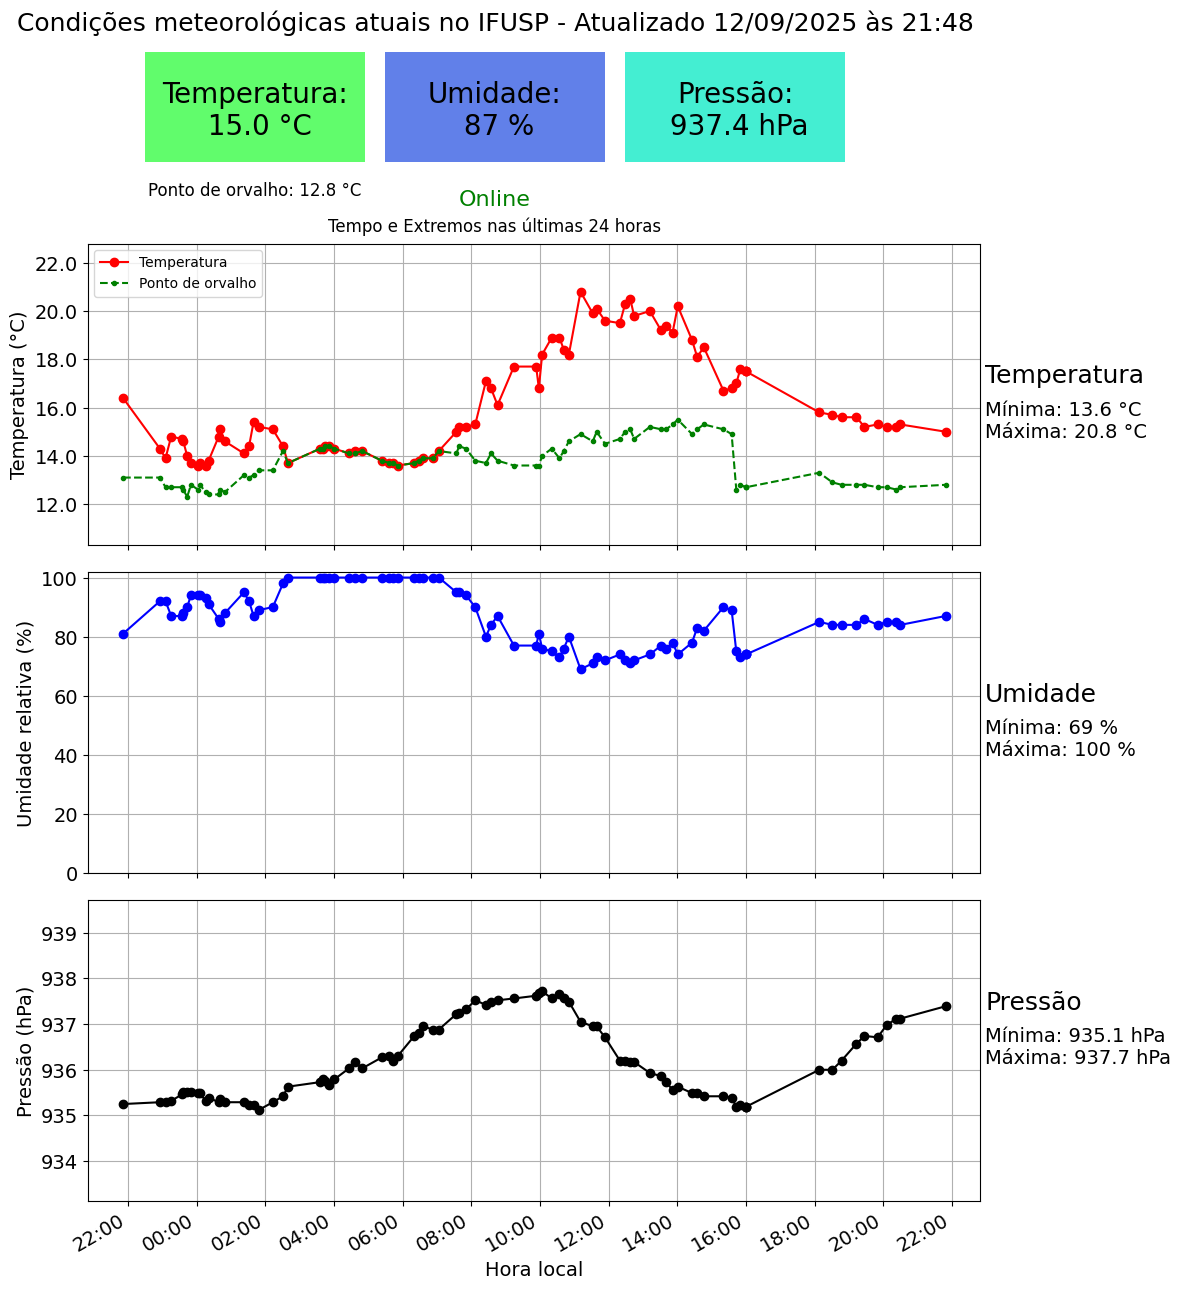 Condições meteorológicas atuais no IFUSP - Atualizado 12/09/2025 às 21:48
Temperatura:
15.0 °C
Umidade:
87 %
Pressão:
937.4 hPa
Ponto de orvalho: 12.8 °C
Online
Tempo e Extremos nas últimas 24 horas
Temperatura
Ponto de orvalho
Temperatura (°C)
22.0
20.0
18.0
16.0
14.0
12.0
Temperatura
Mínima: 13.6 °C
Máxima: 20.8 °C
Umidade relativa (%)
100
80
60
40
20
0
Umidade
Mínima: 69 %
Máxima: 100 %
Pressão (hPa)
939
938
937
936
935
934
Pressão
Mínima: 935.1 hPa
Máxima: 937.7 hPa
22:00 00:00 02:00 04:00 06:00 08:00 10:00 12:00 14:00 16:00 18:00 20:00 22:00
Hora local